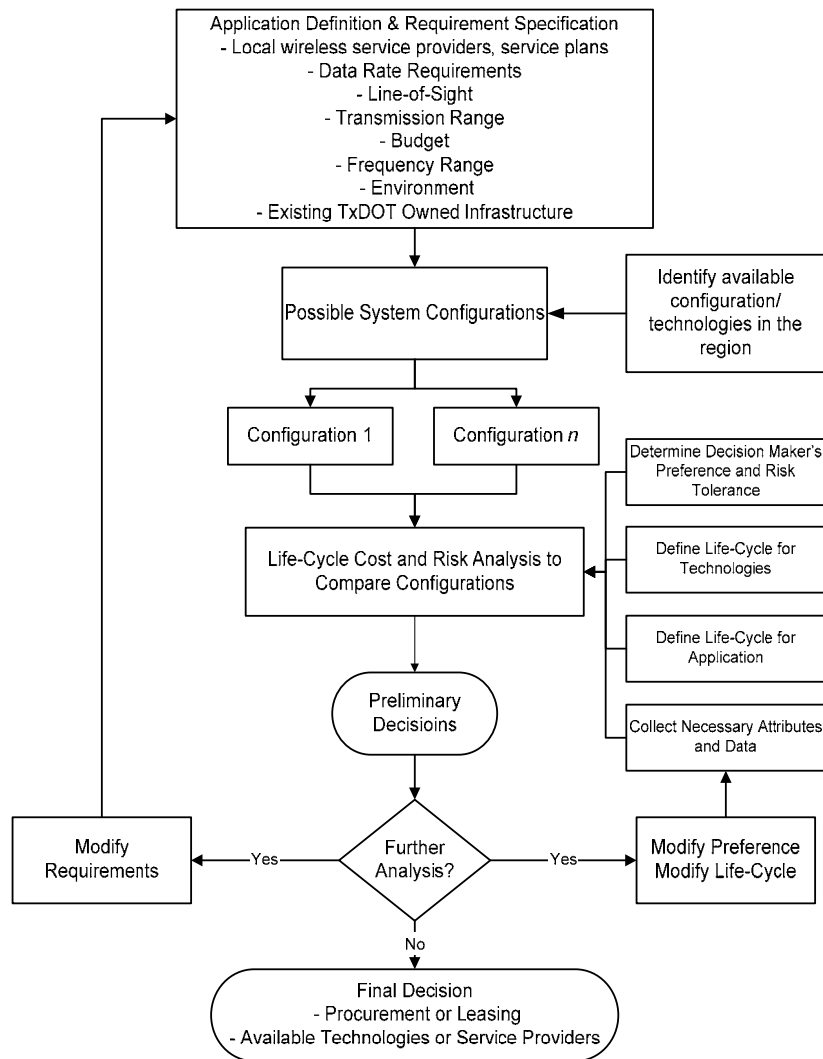 Application Definition & Requirement Specification
- Local wireless service providers, service plans
- Data Rate Requirements
- Line-of-Sight
- Transmission Range
- Budget
- Frequency Range
- Environment
- Existing TxDOT Owned Infrastructure
Possible System Configurations
Identify available
configuration/
technologies in the
region
Configuration 1
Configuration n
Determine Decision Maker's
Preference and Risk
Tolerance
Life-Cycle Cost and Risk Analysis to
Compare Configurations
Define Life-Cycle for
Technologies
Define Life-Cycle for
Application
Preliminary
Decisioins
Collect Necessary Attributes
and Data
Modify
Requirements
Yes
Further
Analysis?
Yes
Modify Preference
Modify Life-Cycle
No
Final Decision
- Procurement or Leasing
- Available Technologies or Service Providers